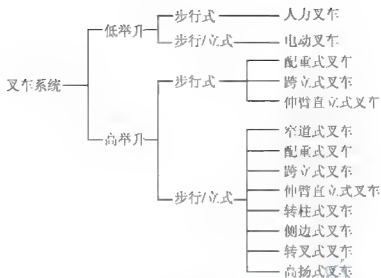 叉车系统
低举升
步行式
人力叉车
步行/立式
电动叉车
高举升
步行式
配重式叉车
跨立式叉车
伸臂直立式叉车
步行/立式
窄道式叉车
配重式叉车
跨立式叉车
伸臂直立式叉车
转柱式叉车
侧边式叉车
转叉式叉车
高扬式叉车